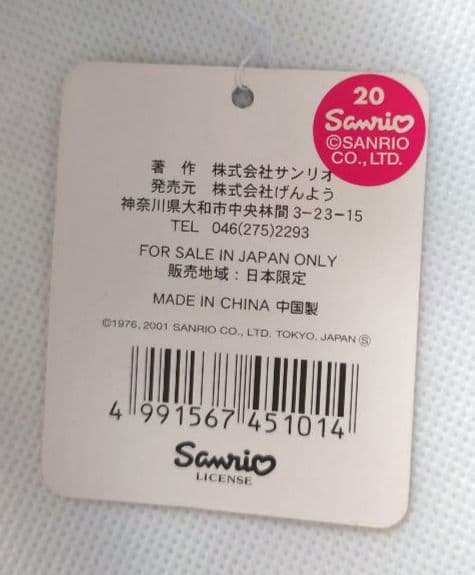 20
Sanrio
©SANRIO
CO., LTD.
著 作 株式会社サンリオ
発売元 株式会社げんよう
神奈川県大和市中央林間3-23-15
TEL 046(275)2293
FOR SALE IN JAPAN ONLY
販売地域：日本限定
MADE IN CHINA 中国製
©1976, 2001 SANRIO CO., LTD. TOKYO, JAPAN Ⓢ
4 991567 451014
Sanrio
LICENSE